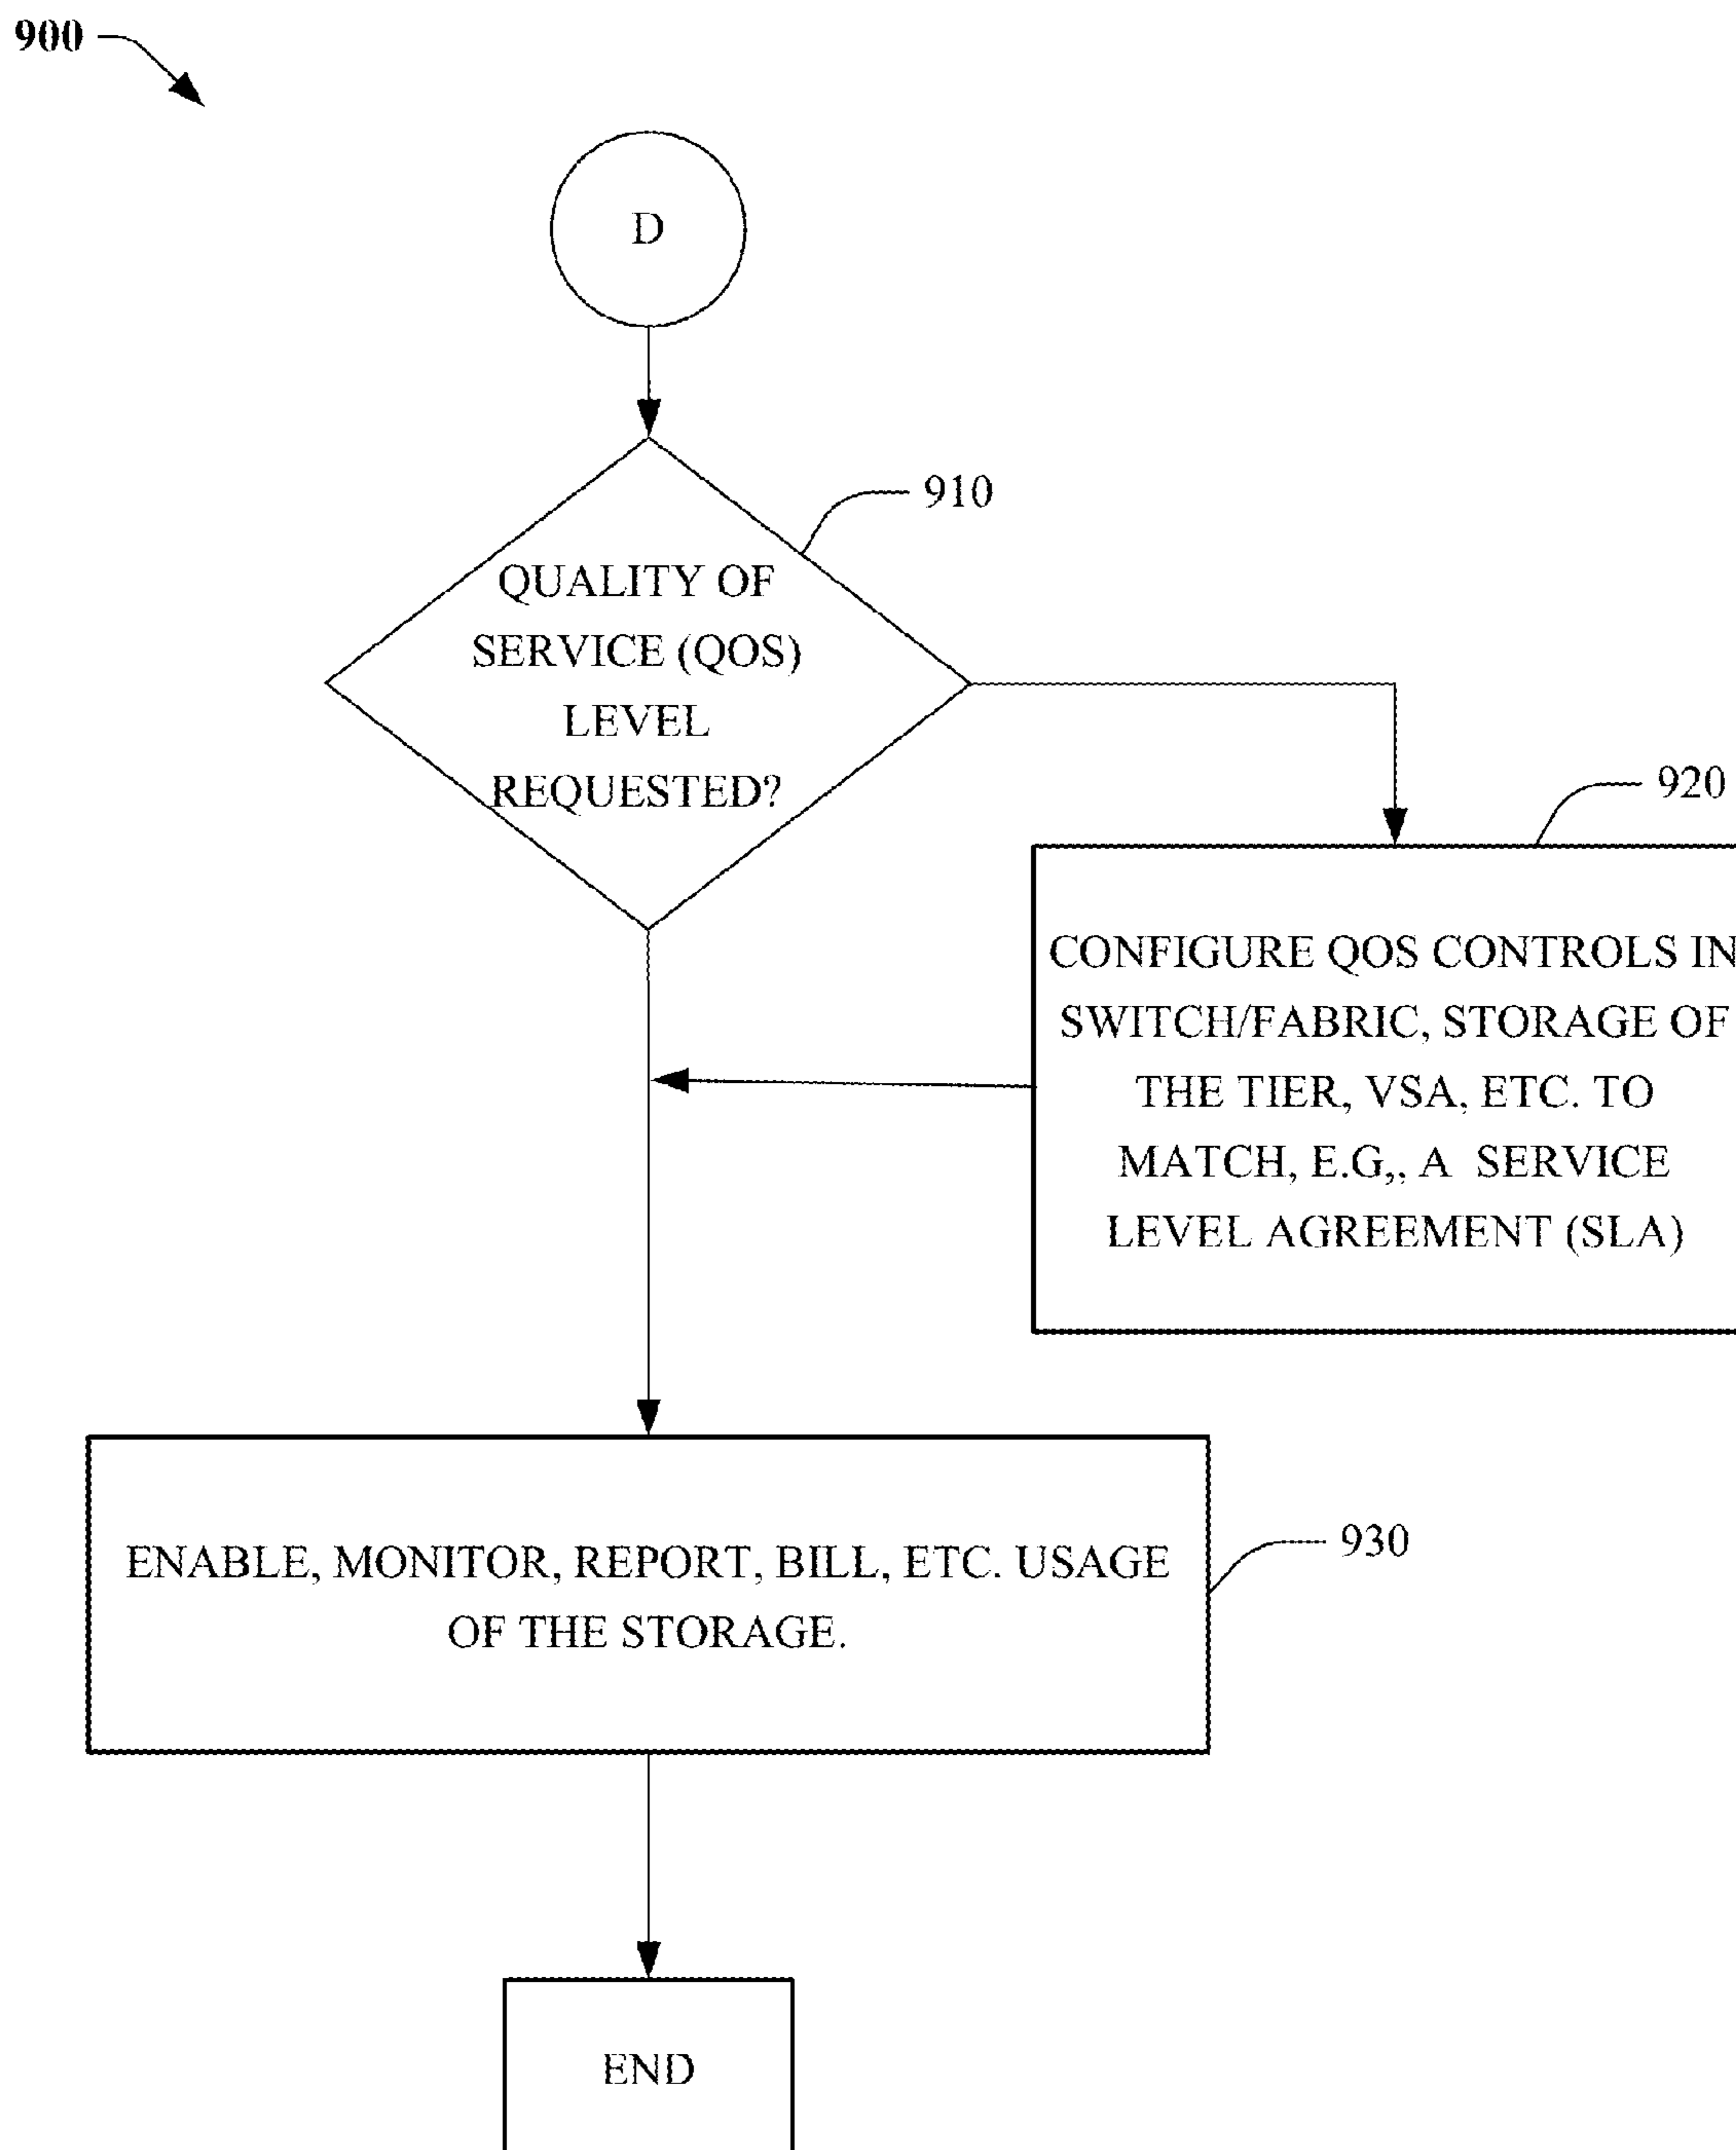 900
D
910
QUALITY OF
SERVICE (QOS)
LEVEL
REQUESTED?
920
CONFIGURE QOS CONTROLS IN
SWITCH/FABRIC, STORAGE OF
THE TIER, VSA, ETC. TO
MATCH, E.G,, A SERVICE
LEVEL AGREEMENT (SLA)
930
ENABLE, MONITOR, REPORT, BILL, ETC. USAGE
OF THE STORAGE.
END